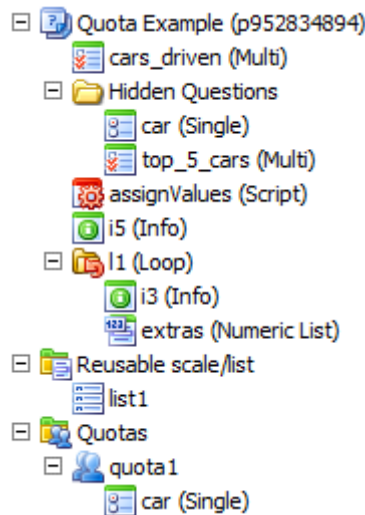 Quota Example (p952834894)
cars_driven (Multi)
Hidden Questions
car (Single)
top_5_cars (Multi)
assignValues (Script)
i5 (Info)
l1 (Loop)
i3 (Info)
extras (Numeric List)
Reusable scale/list
list1
Quotas
quota1
car (Single)